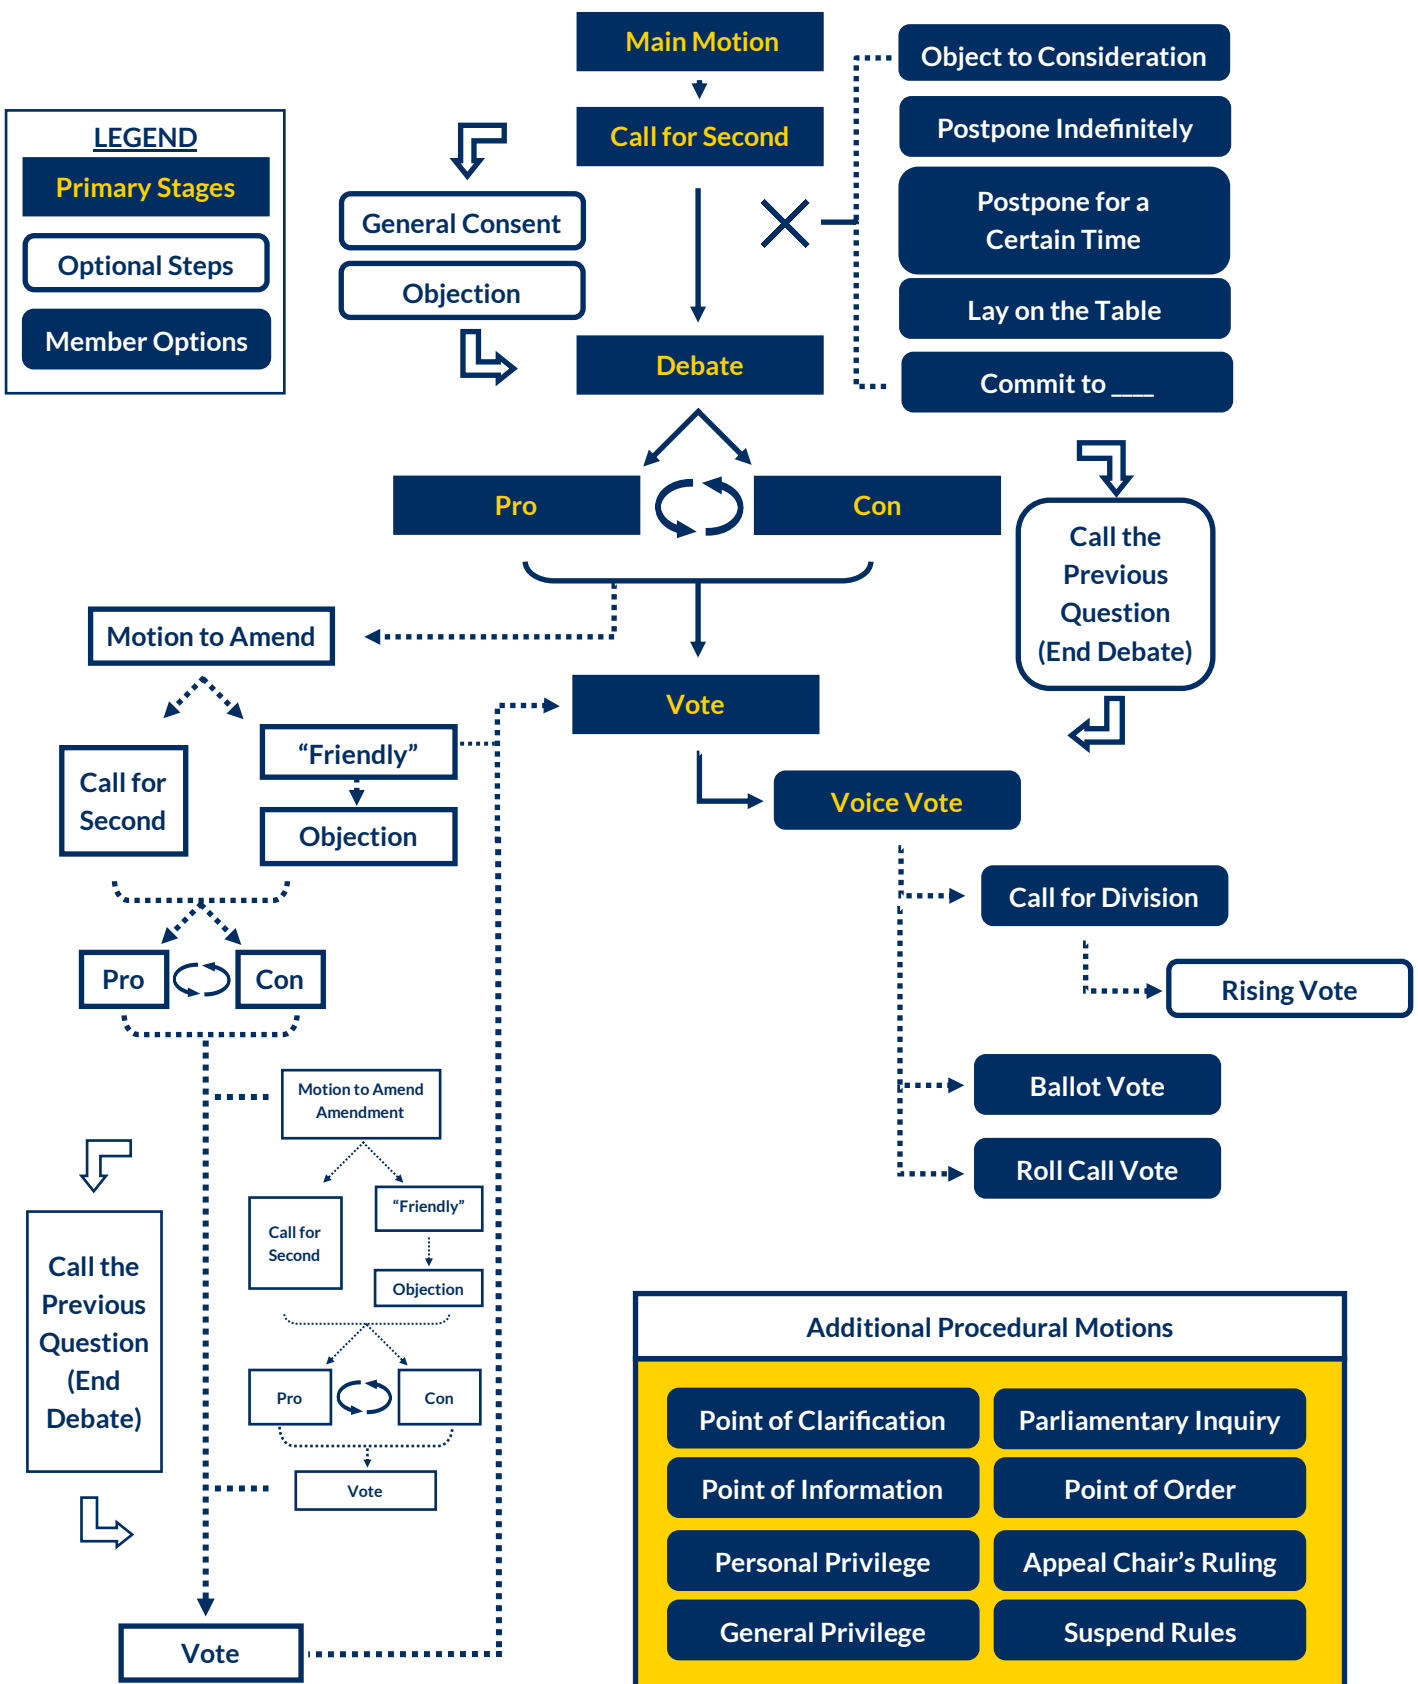 Main Motion
Object to Consideration
Call for Second
Postpone Indefinitely
LEGEND
Primary Stages
Optional Steps
Member Options
General Consent
Objection
Postpone for a
Certain Time
Lay on the Table
Debate
Commit to ____
Pro
Con
Call the
Previous
Question
(End Debate)
Motion to Amend
Vote
“Friendly”
Call for
Second
Objection
Voice Vote
Call for Division
Pro
Con
Rising Vote
Ballot Vote
Roll Call Vote
Motion to Amend
Amendment
Call for
Second
“Friendly”
Objection
Call the
Previous
Question
(End
Debate)
Pro
Con
Vote
Vote
Additional Procedural Motions
Point of Clarification
Parliamentary Inquiry
Point of Information
Point of Order
Personal Privilege
Appeal Chair’s Ruling
General Privilege
Suspend Rules